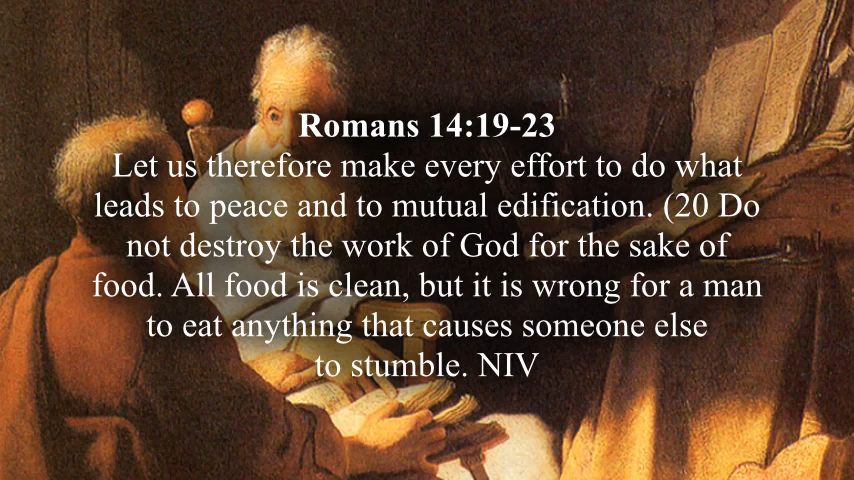 Romans 14:19-23
Let us therefore make every effort to do what
leads to peace and to mutual edification. (20 Do
not destroy the work of God for the sake of
food. All food is clean, but it is wrong for a man
to eat anything that causes someone else
to stumble. NIV